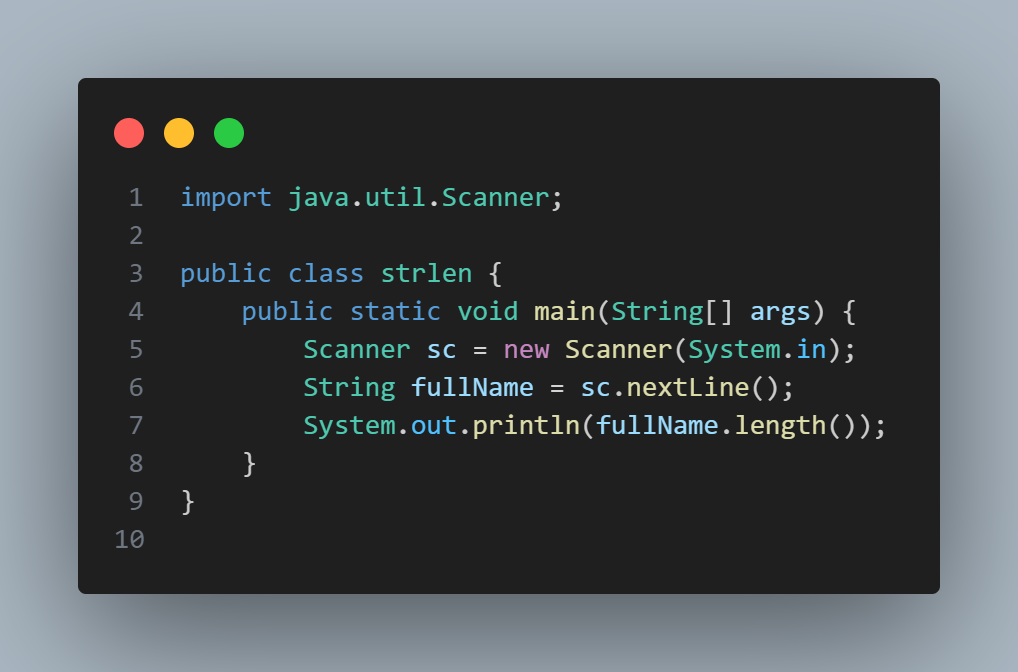 1 import java.util.Scanner;
2
3 public class strlen {
4     public static void main(String[] args) {
5         Scanner sc = new Scanner(System.in);
6         String fullName = sc.nextLine();
7         System.out.println(fullName.length());
8     }
9 }
10